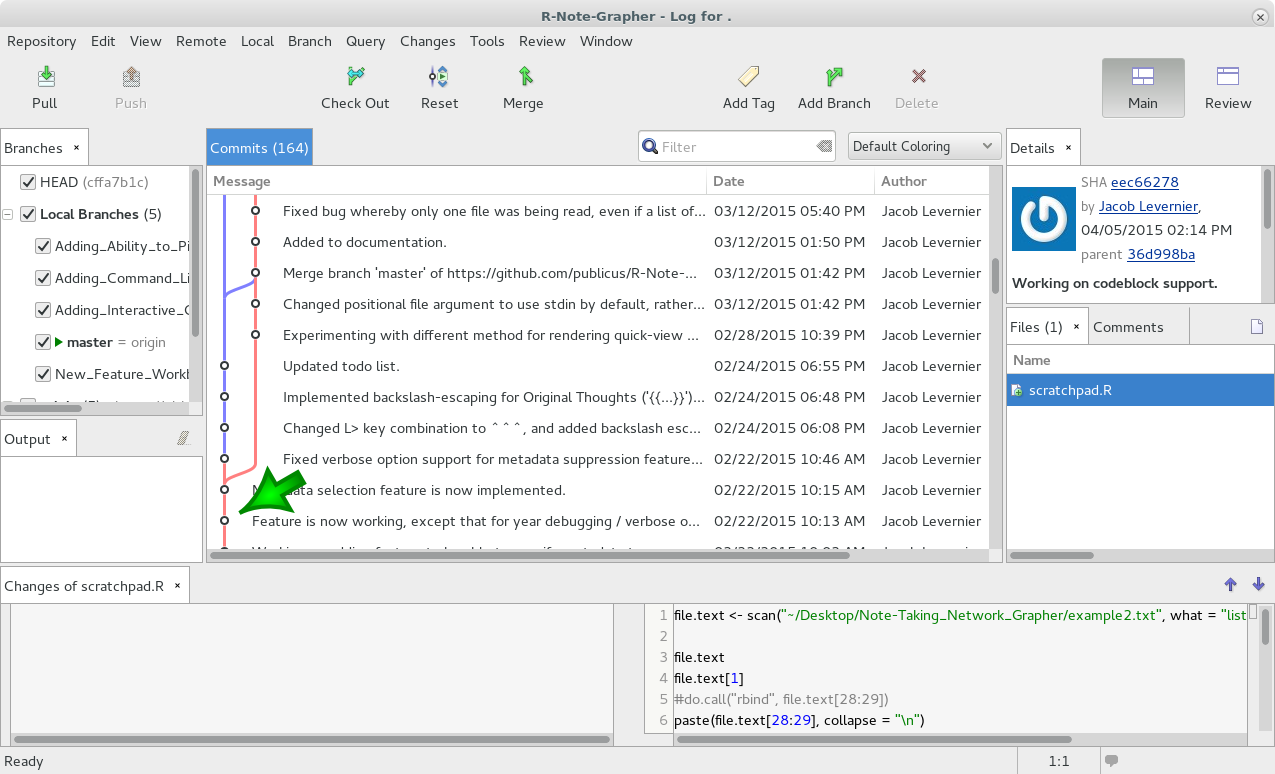 R-Note-Grapher - Log for .
Repository Edit View Remote Local Branch Query Changes Tools Review Window
Pull Push Check Out Reset Merge Add Tag Add Branch Delete Main Review
Branches
HEAD (cffa7b1c)
Local Branches (5)
Adding_Ability_to_Pi
Adding_Command_Li
Adding_Interactive_C
master = origin
New_Feature_Workb
Output
Commits (164)
Filter
Default Coloring
Message Date Author
Fixed bug whereby only one file was being read, even if a list of... 03/12/2015 05:40 PM Jacob Levernier
Added to documentation. 03/12/2015 01:50 PM Jacob Levernier
Merge branch 'master' of https://github.com/publicus/R-Note-... 03/12/2015 01:42 PM Jacob Levernier
Changed positional file argument to use stdin by default, rather... 03/12/2015 01:42 PM Jacob Levernier
Experimenting with different method for rendering quick-view ... 02/28/2015 10:39 PM Jacob Levernier
Updated todo list. 02/24/2015 06:55 PM Jacob Levernier
Implemented backslash-escaping for Original Thoughts ('{{...}}')... 02/24/2015 06:48 PM Jacob Levernier
Changed L> key combination to ^^^, and added backslash esc... 02/24/2015 06:08 PM Jacob Levernier
Fixed verbose option support for metadata suppression feature... 02/22/2015 10:46 AM Jacob Levernier
selection feature is now implemented. 02/22/2015 10:15 AM Jacob Levernier
Feature is now working, except that for year debugging / verbose o... 02/22/2015 10:13 AM Jacob Levernier
Details
SHA eec66278
by Jacob Levernier,
04/05/2015 02:14 PM
parent 36d998ba
Working on codeblock support.
Files (1) Comments
Name
scratchpad.R
Changes of scratchpad.R
1 file.text <- scan("~/Desktop/Note-Taking_Network_Grapher/example2.txt", what = "list
2
3 file.text
4 file.text[1]
5 #do.call("rbind", file.text[28:29])
6 paste(file.text[28:29], collapse = "\n")
Ready 1:1